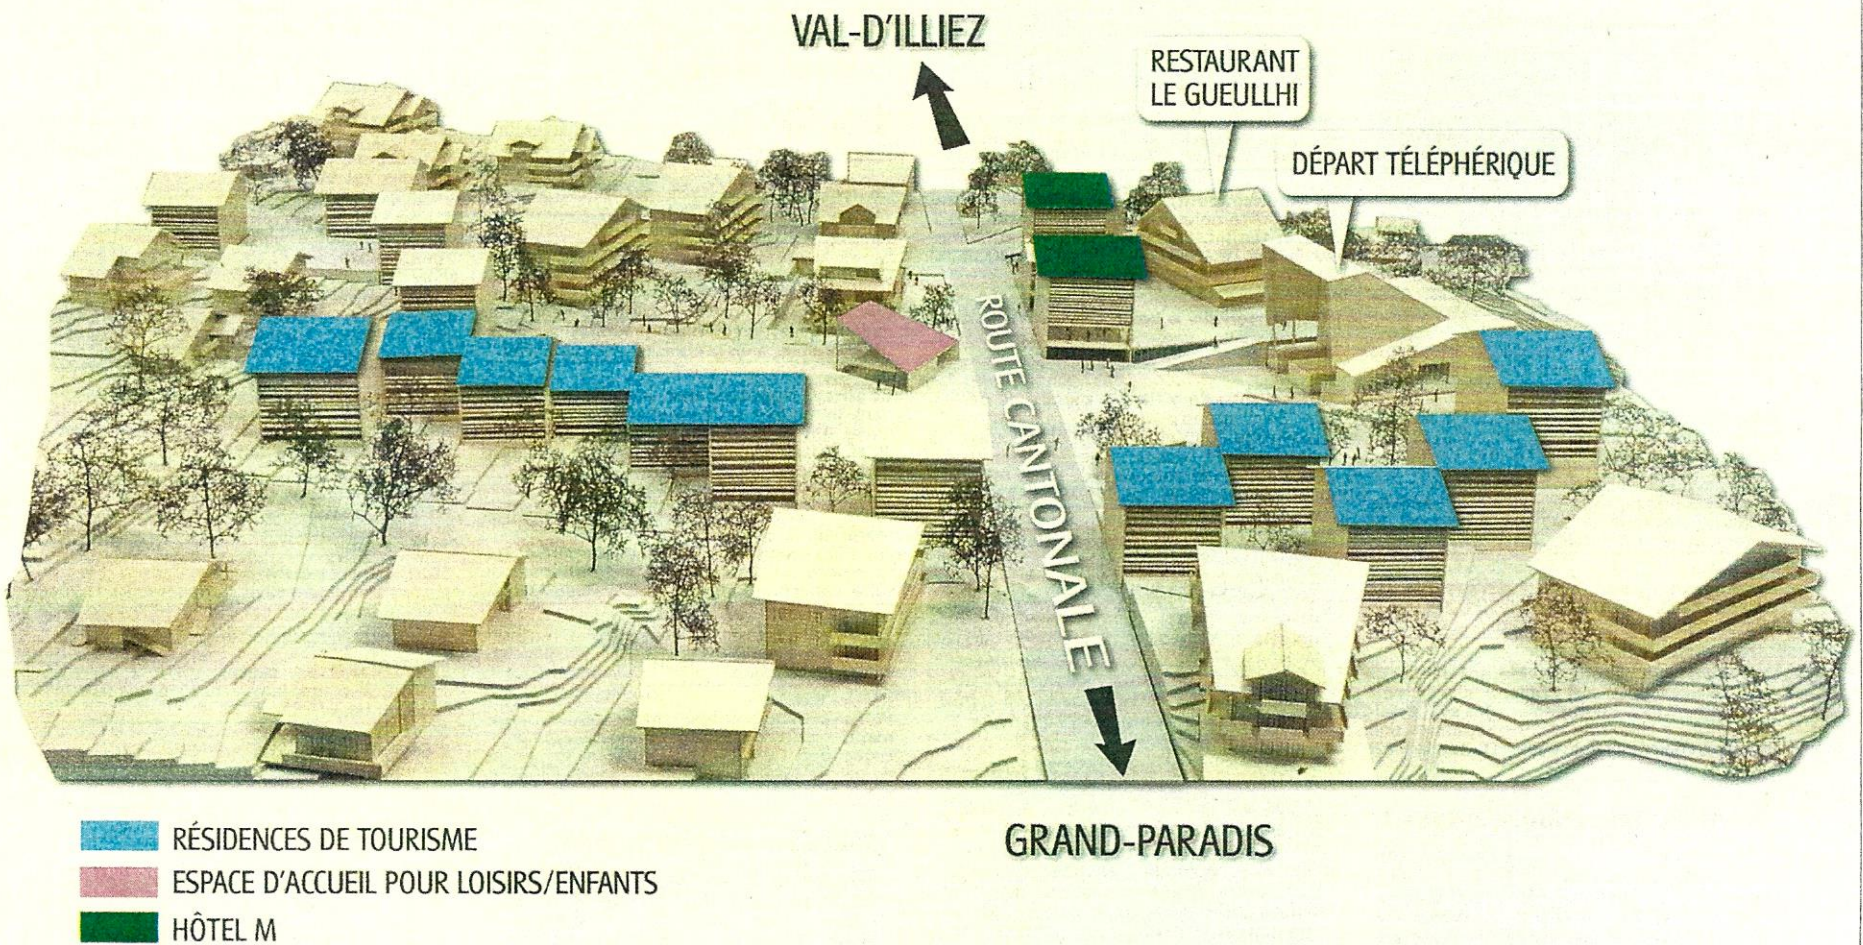 VAL-D'ILLIEZ
RESTAURANT
LE GUEULLHI
DÉPART TÉLÉPHÉRIQUE
ROUTE CANTONALE
GRAND-PARADIS
RÉSIDENCES DE TOURISME
ESPACE D'ACCUEIL POUR LOISIRS/ENFANTS
HÔTEL M